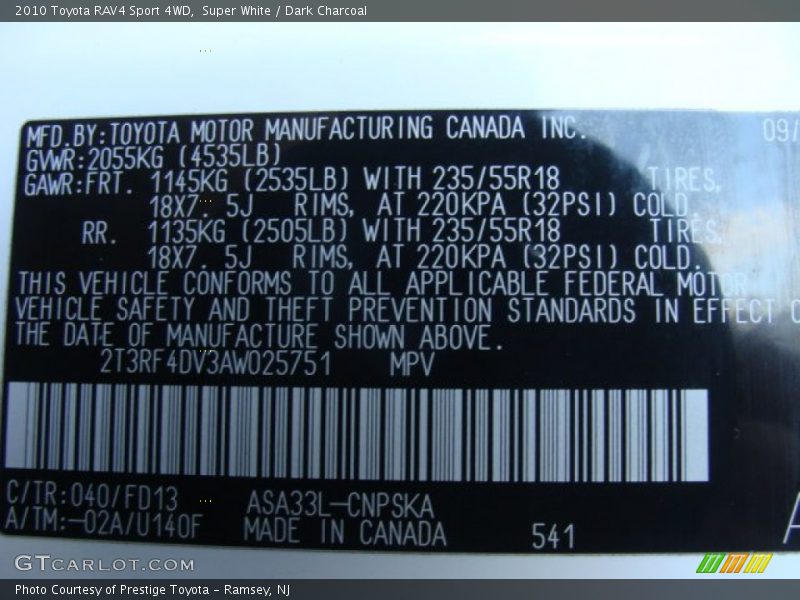 2010 Toyota RAV4 Sport 4WD,  Super White / Dark Charcoal
MFD.BY:TOYOTA MOTOR MANUFACTURING CANADA INC. 09/
GVWR:2055KG (4535LB)
GAWR:FRT. 1145KG (2535LB) WITH 235/55R18 TIRES,
18X7.5J RIMS, AT 220KPA (32PSI) COLD.
RR. 1135KG (2505LB) WITH 235/55R18 TIRES,
18X7.5J RIMS, AT 220KPA (32PSI) COLD.
THIS VEHICLE CONFORMS TO ALL APPLICABLE FEDERAL MOTOR
VEHICLE SAFETY AND THEFT PREVENTION STANDARDS IN EFFECT O
THE DATE OF MANUFACTURE SHOWN ABOVE.
2T3RF4DV3AW025751 MPV
C/TR:040/FD13 ASA33L-CNPSKA
A/TM:-02A/U140F MADE IN CANADA 541 A
GTcarlot.com
Photo Courtesy of Prestige Toyota - Ramsey, NJ